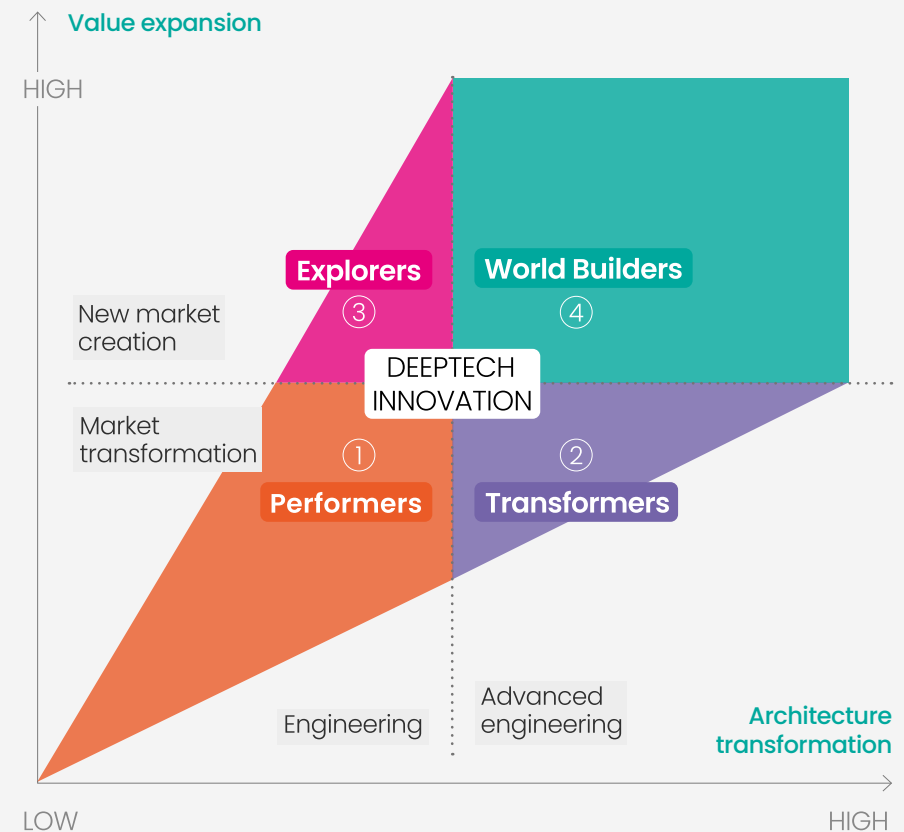 Value expansion
HIGH
Explorers
World Builders
3
4
New market
creation
DEEPTECH
INNOVATION
Market
transformation
1
2
Performers
Transformers
Engineering
Advanced
engineering
Architecture
transformation
LOW
HIGH